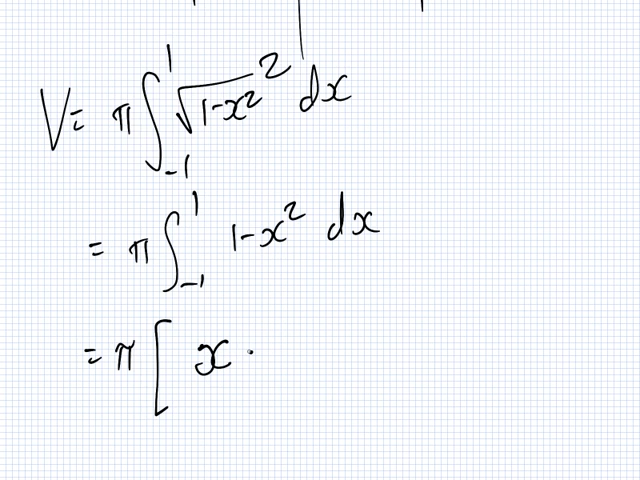 V = π ∫₋₁¹ √(1-x²)² dx
= π ∫₋₁¹ 1-x² dx
= π [ x ·